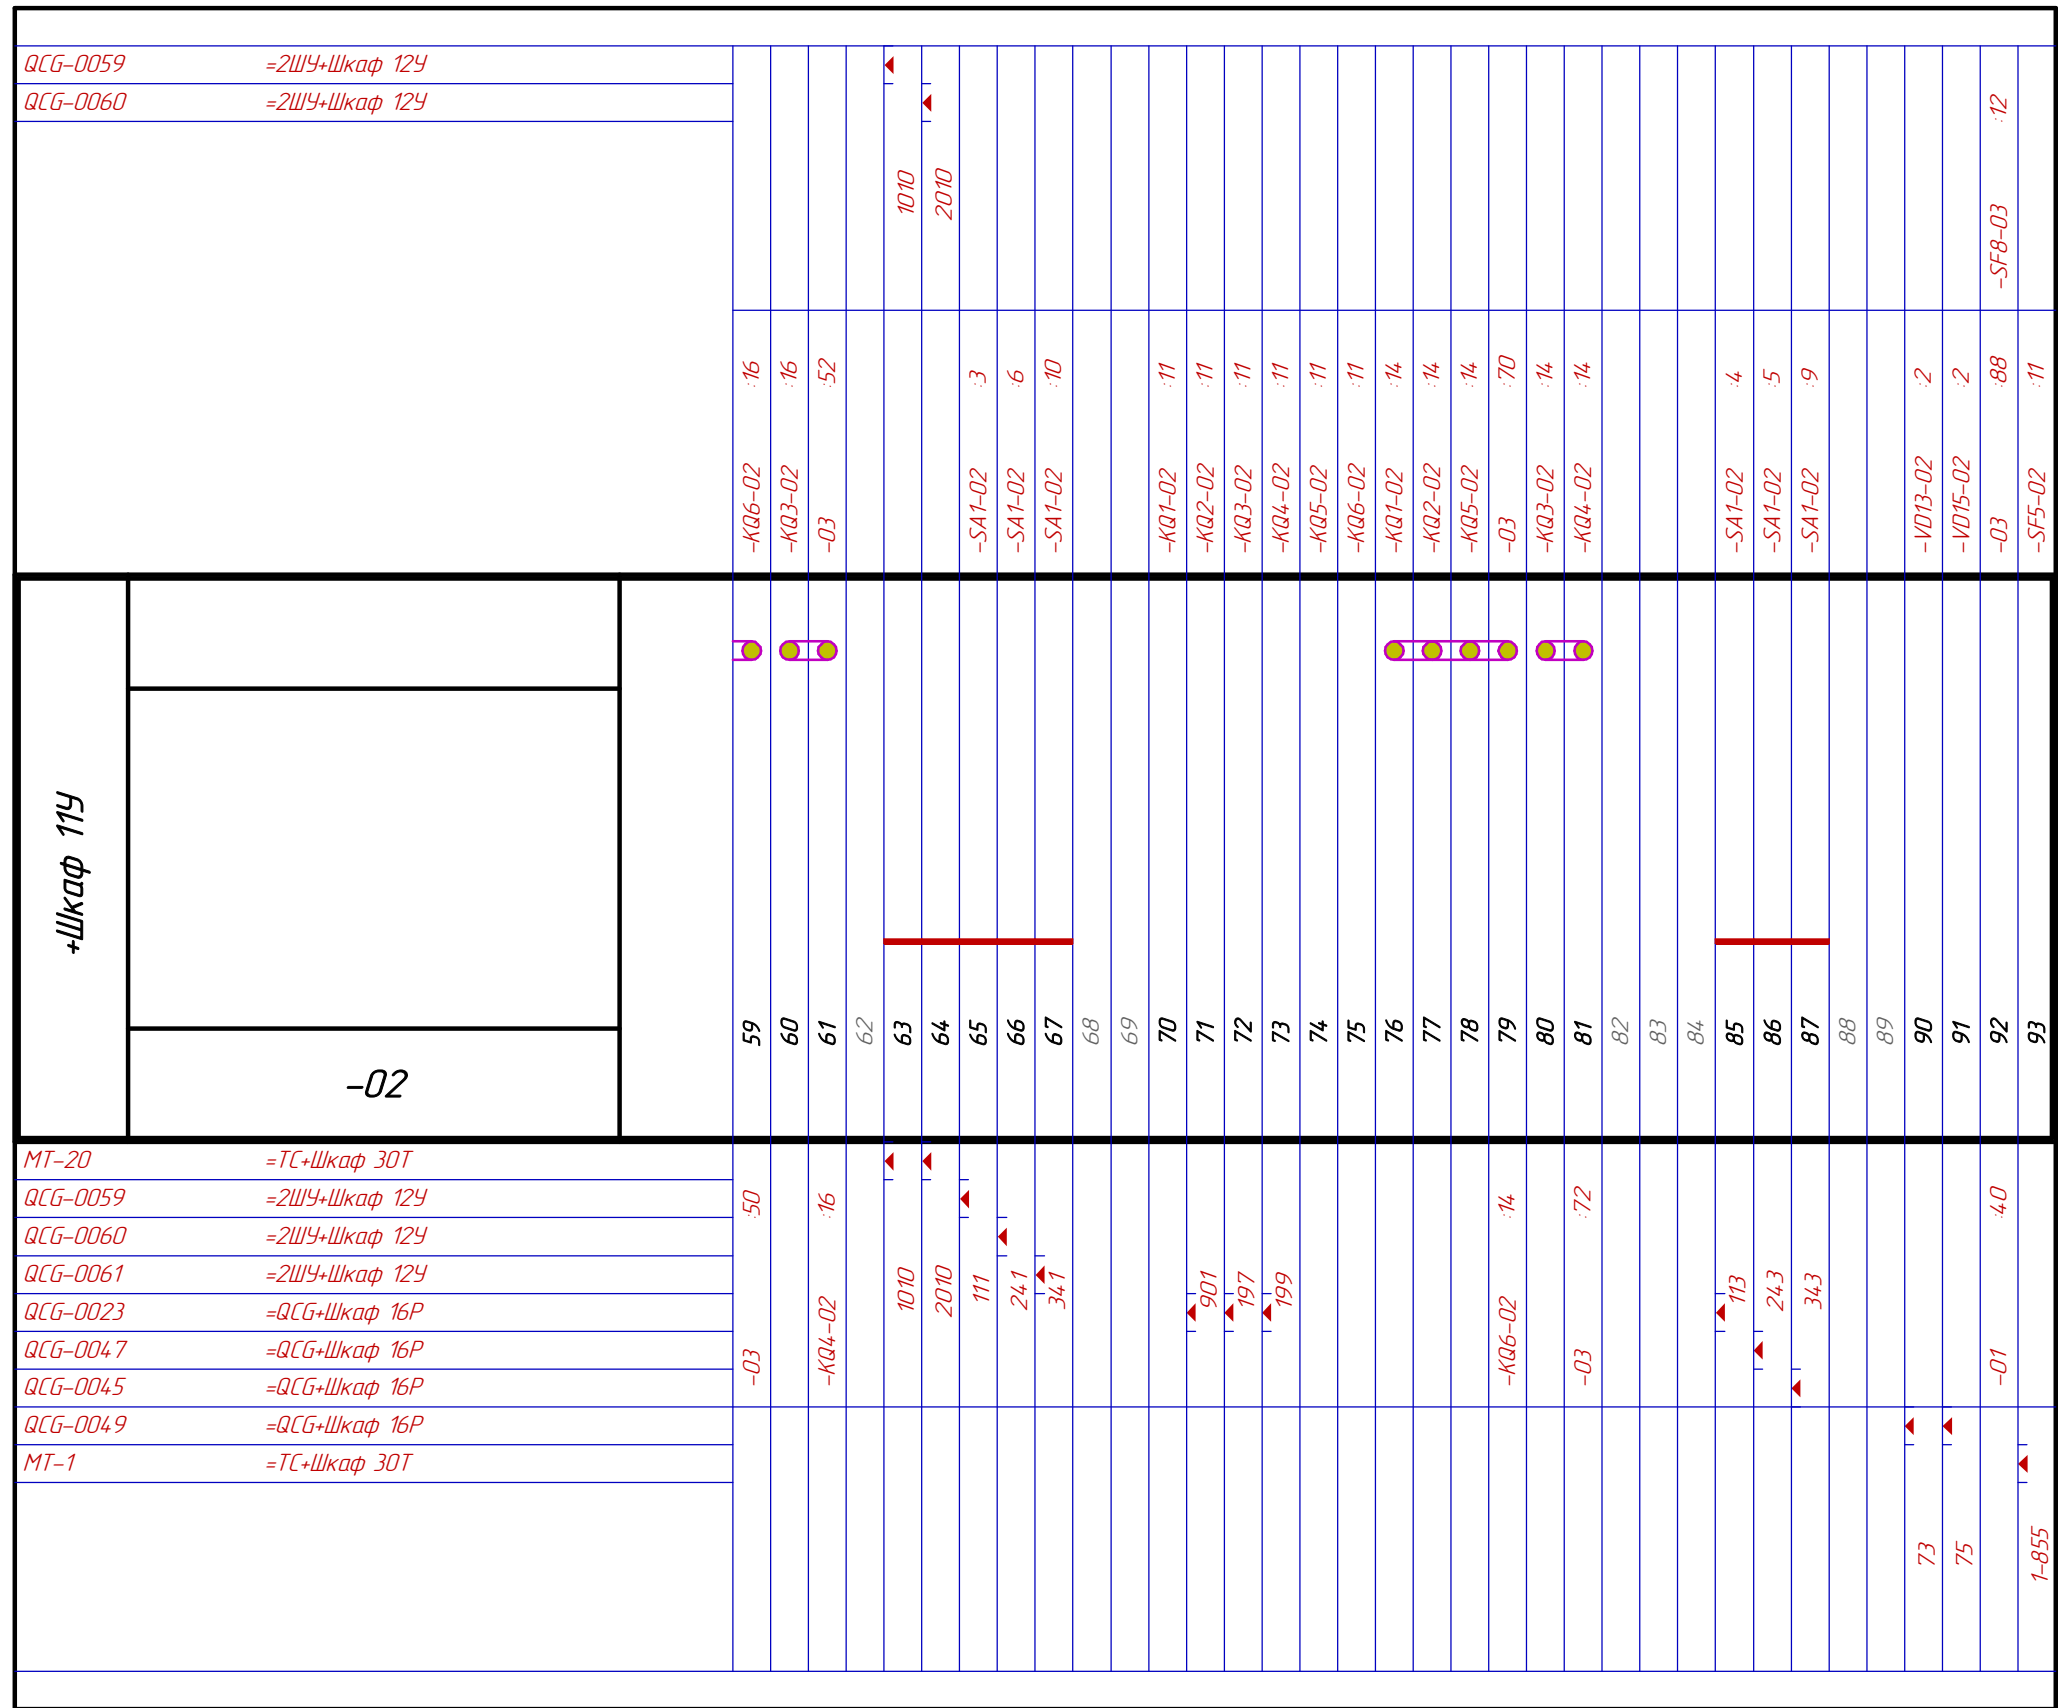 QCG-0059 =2ШУ+Шкаф 12У
QCG-0060 =2ШУ+Шкаф 12У
1010
2010
:12
-SF8-03
-KQ6-02 :16
-KQ3-02 :16
-03 :52
-SA1-02 :3
-SA1-02 :6
-SA1-02 :10
-KQ1-02 :11
-KQ2-02 :11
-KQ3-02 :11
-KQ4-02 :11
-KQ5-02 :11
-KQ6-02 :11
-KQ1-02 :14
-KQ2-02 :14
-KQ5-02 :14
-03 :70
-KQ3-02 :14
-KQ4-02 :14
-SA1-02 :4
-SA1-02 :5
-SA1-02 :9
-VD13-02 :2
-VD15-02 :2
-03 :88
-SF5-02 :11
+Шкаф 11У
-02
59
60
61
62
63
64
65
66
67
68
69
70
71
72
73
74
75
76
77
78
79
80
81
82
83
84
85
86
87
88
89
90
91
92
93
МТ-20 =ТС+Шкаф 30Т
QCG-0059 =2ШУ+Шкаф 12У
QCG-0060 =2ШУ+Шкаф 12У
QCG-0061 =2ШУ+Шкаф 12У
QCG-0023 =QCG+Шкаф 16Р
QCG-0047 =QCG+Шкаф 16Р
QCG-0045 =QCG+Шкаф 16Р
QCG-0049 =QCG+Шкаф 16Р
МТ-1 =ТС+Шкаф 30Т
-03 :50
-KQ4-02 :16
1010
2010
111
241
341
901
197
199
-KQ6-02 :14
-03 :72
113
243
343
-01 :40
73
75
1-855